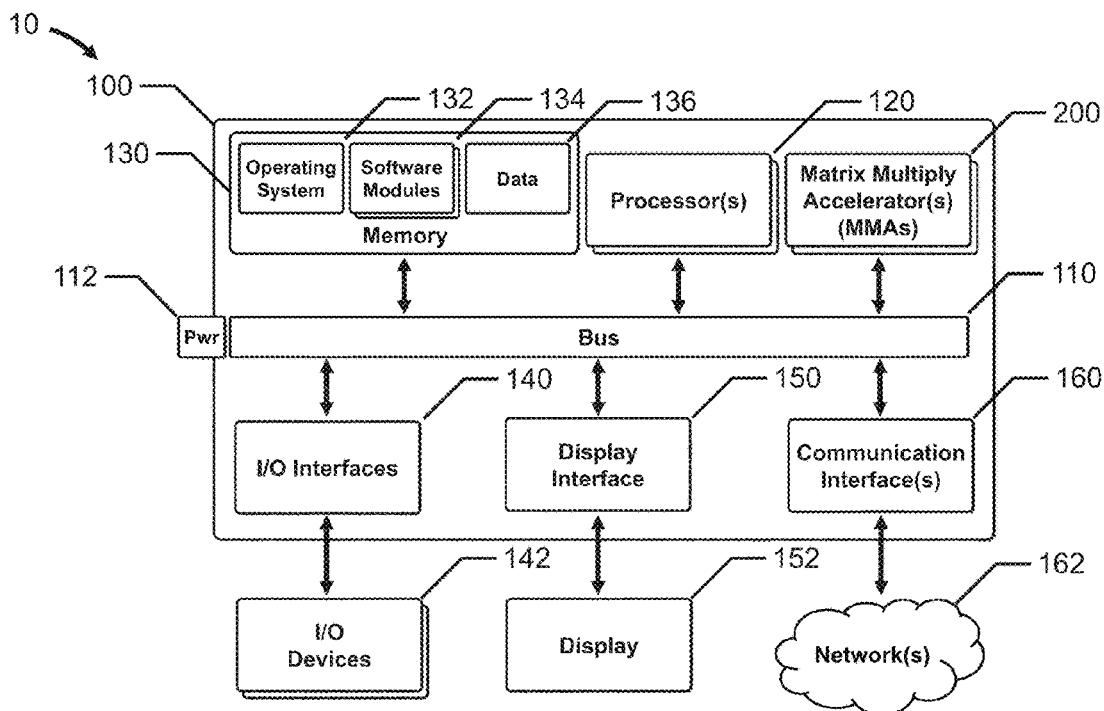 10
100
132
134
136
120
200
130
Operating
System
Software
Modules
Data
Memory
Processor(s)
Matrix Multiply
Accelerator(s)
(MMAs)
112
110
Pwr
Bus
140
150
160
I/O Interfaces
Display
Interface
Communication
Interface(s)
142
152
162
I/O
Devices
Display
Network(s)